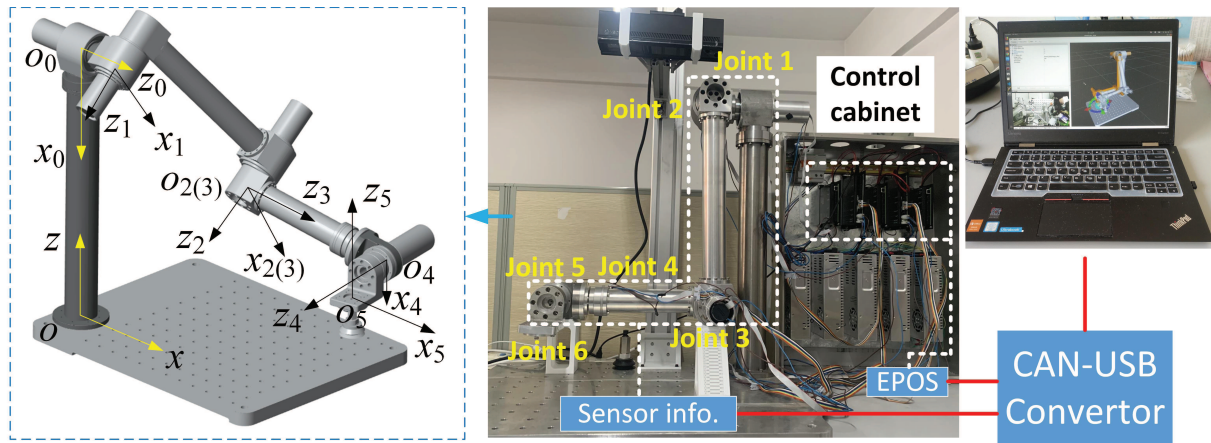 o0
z0
z1
x1
x0
o2(3)
z3
z5
z2
x2(3)
o4
z
z4
o5
x4
o
x
x5
Joint 1
Joint 2
Control
cabinet
Joint 5
Joint 4
Joint 3
Joint 6
EPOS
Sensor info.
ThinkPad
CAN-USB
Convertor